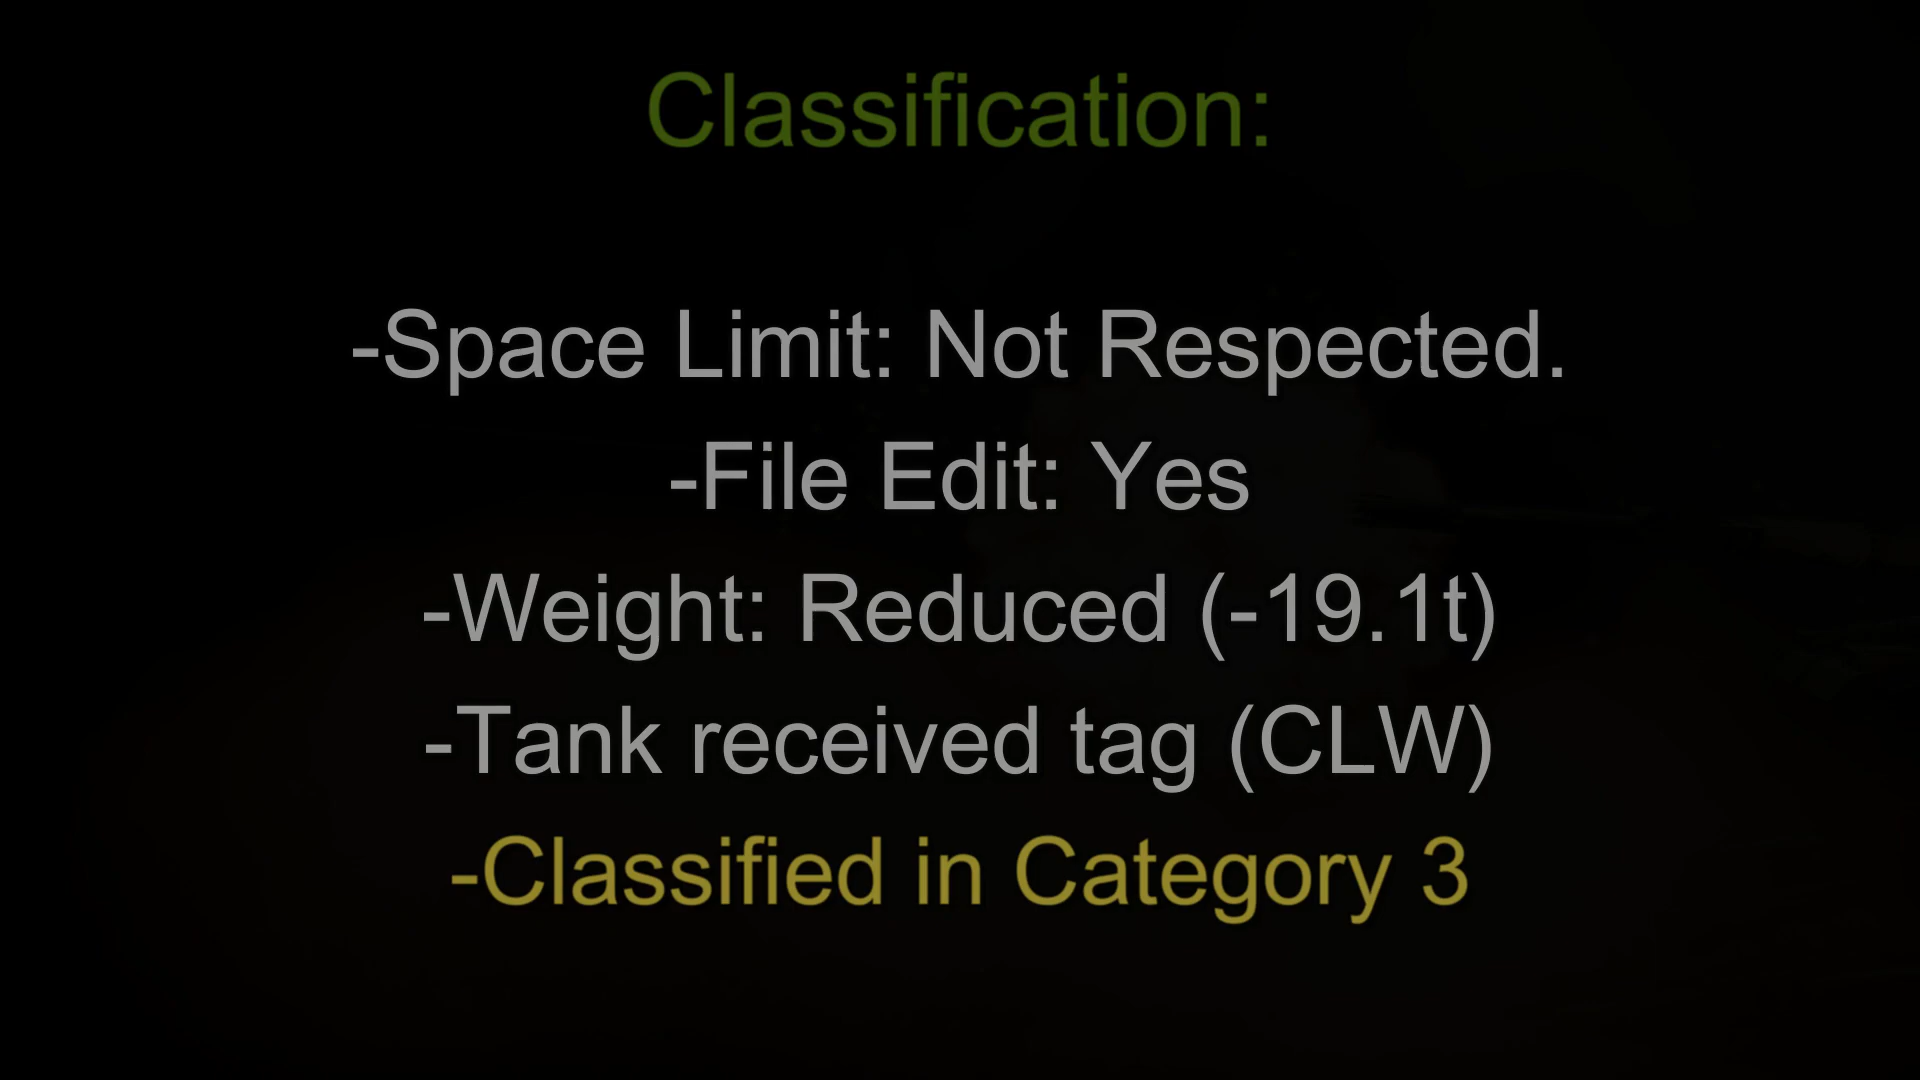 Classification:
-Space Limit: Not Respected.
-File Edit: Yes
-Weight: Reduced (-19.1t)
-Tank received tag (CLW)
-Classified in Category 3